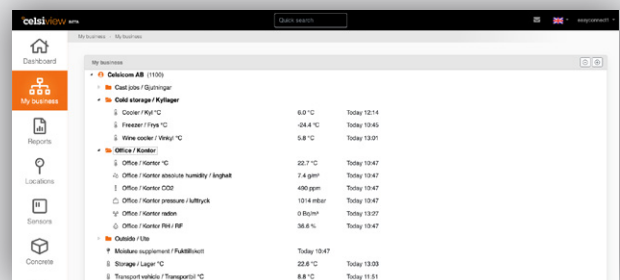 celsiview BETA
Quick search
easyconnect1
My business › My business
Dashboard
My business
Reports
Locations
Sensors
Concrete
My business
Celsicom AB (1100)
Cast jobs / Gjutningar
Cold storage / Kyllager
Cooler / Kyl °C 6.0 °C Today 12:14
Freezer / Frys °C -24.4 °C Today 10:45
Wine cooler / Vinkyl °C 5.8 °C Today 13:01
Office / Kontor
Office / Kontor °C 22.7 °C Today 10:47
Office / Kontor absolute humidity / ånghalt 7.4 g/m³ Today 10:47
Office / Kontor CO2 490 ppm Today 10:47
Office / Kontor pressure / lufttryck 1014 mbar Today 10:47
Office / Kontor radon 0 Bq/m³ Today 13:27
Office / Kontor RH / RF 36.6 % Today 10:47
Outside / Ute
Moisture supplement / Fukttillskott Today 10:47
Storage / Lager °C 22.6 °C Today 13:03
Transport vehicle / Transportbil °C 8.8 °C Today 11:51